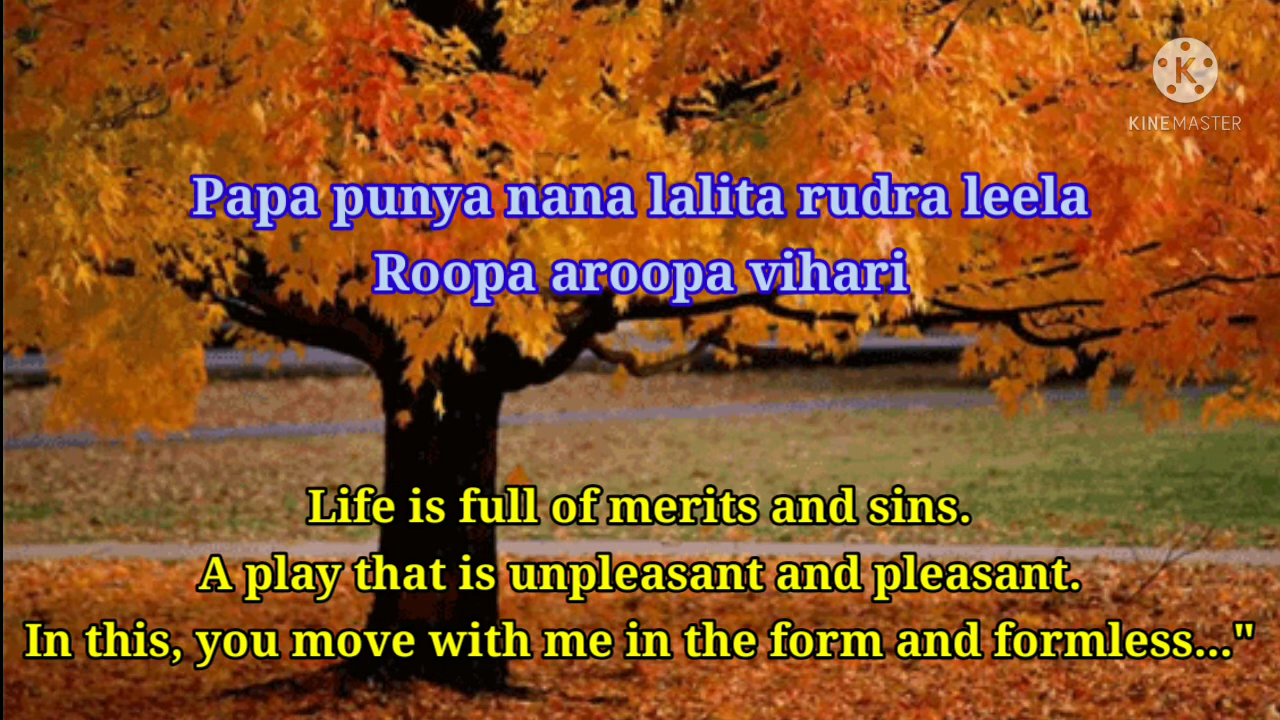 KINEMASTER
Papa punya nana lalita rudra leela
Roopa aroopa vihari
Life is full of merits and sins.
A play that is unpleasant and pleasant.
In this, you move with me in the form and formless..."